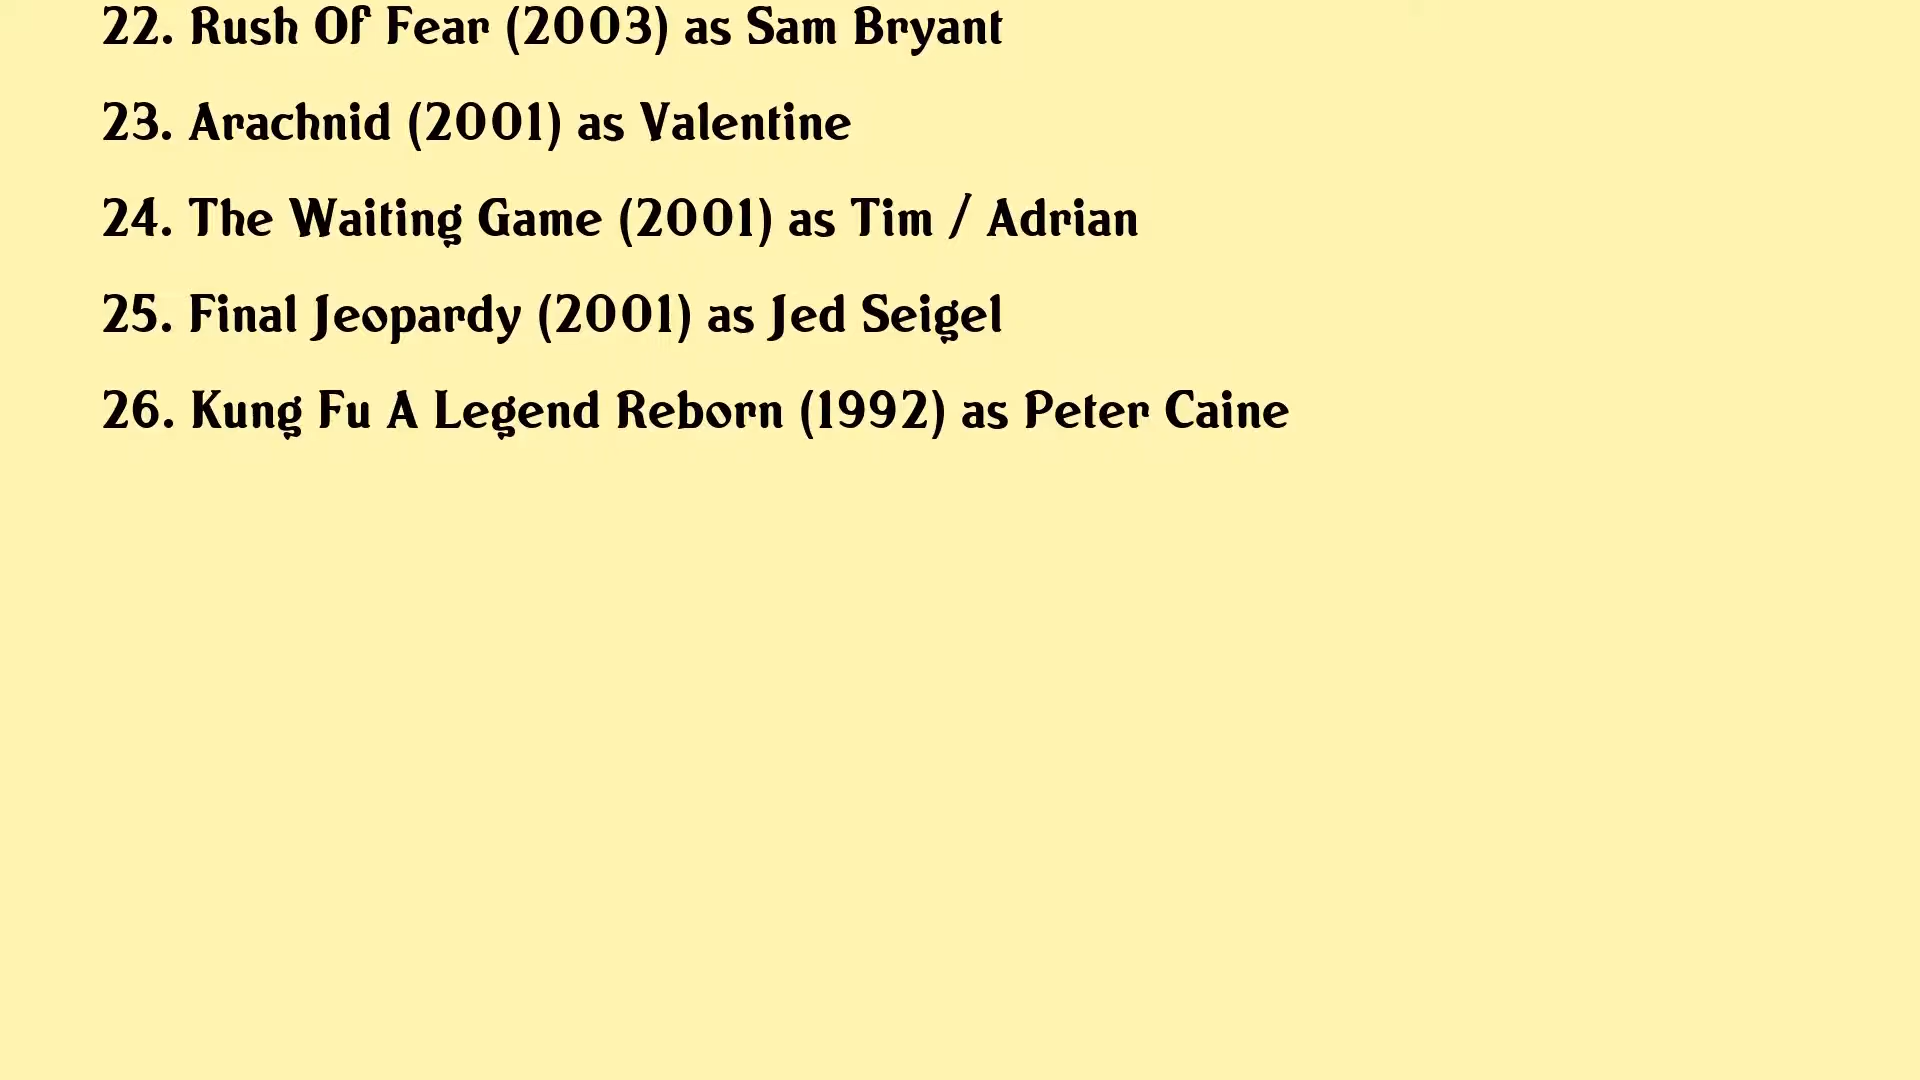 22. Rush Of Fear (2003) as Sam Bryant
23. Arachnid (2001) as Valentine
24. The Waiting Game (2001) as Tim / Adrian
25. Final Jeopardy (2001) as Jed Seigel
26. Kung Fu A Legend Reborn (1992) as Peter Caine